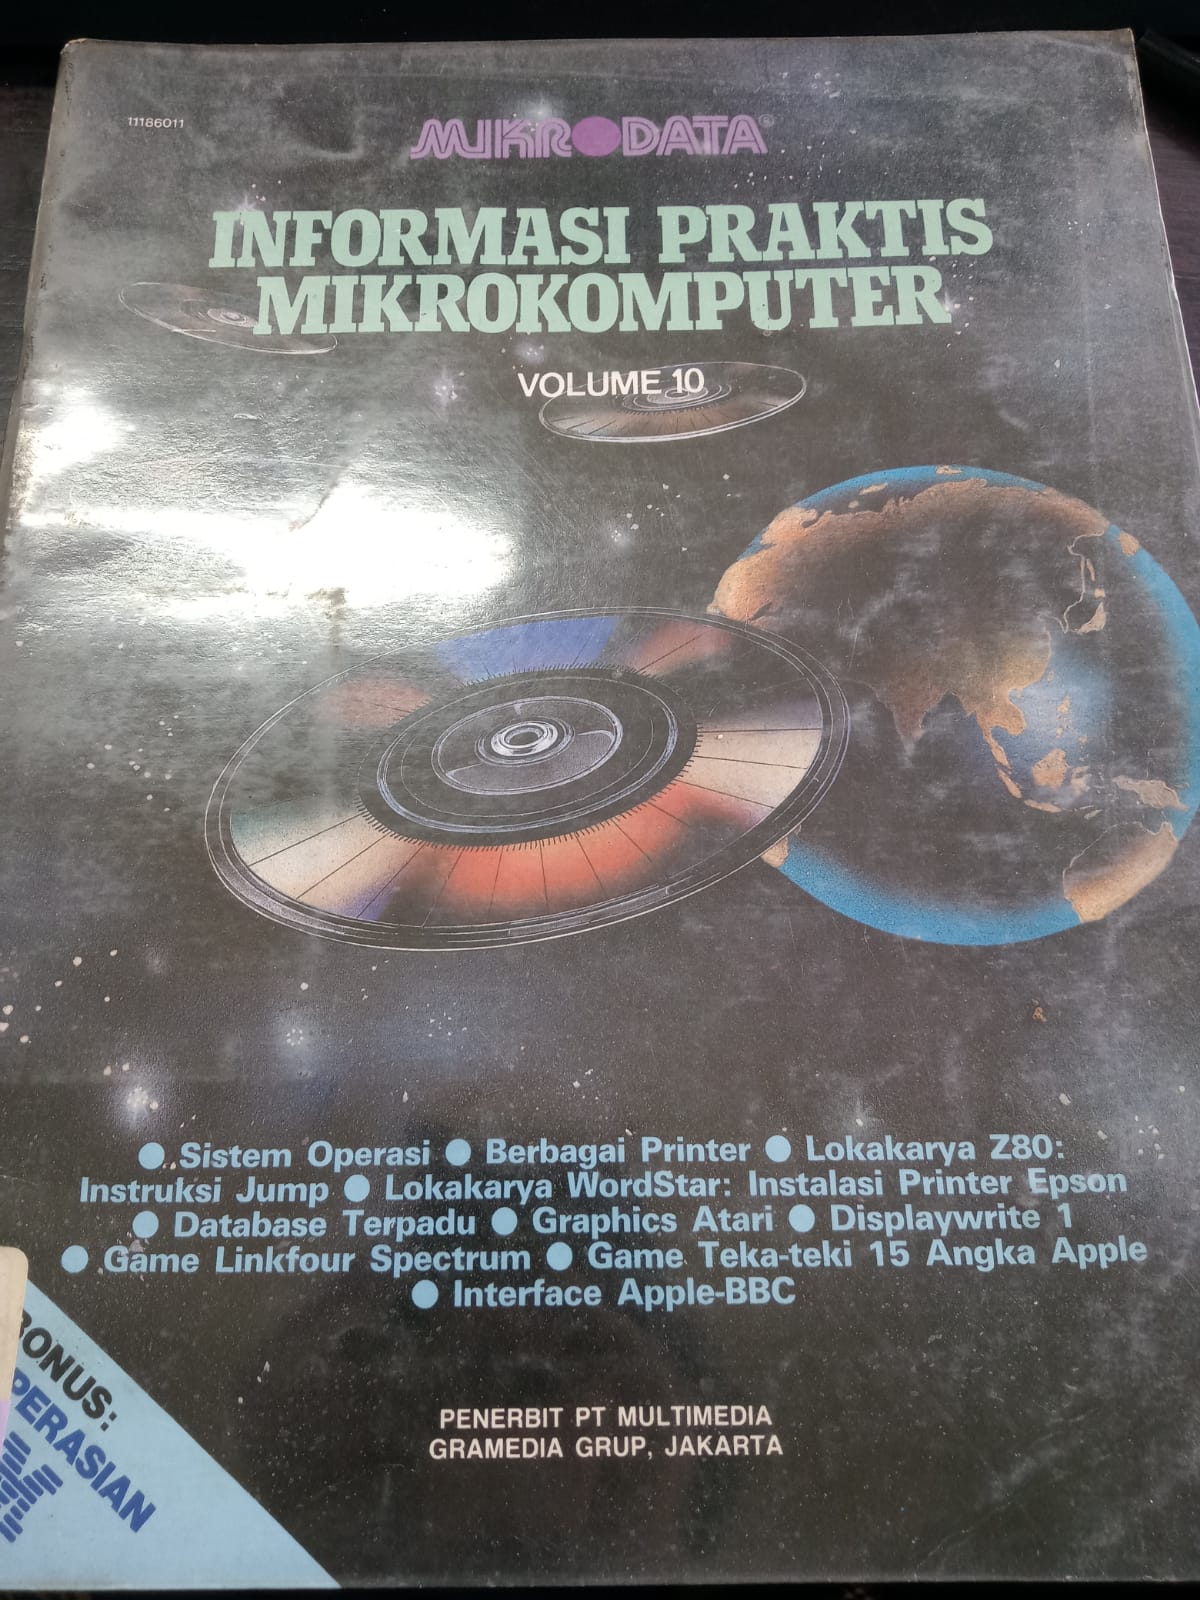 11186011
MIKRODATA®
INFORMASI PRAKTIS
MIKROKOMPUTER
VOLUME 10
● Sistem Operasi ● Berbagai Printer ● Lokakarya Z80:
Instruksi Jump ● Lokakarya WordStar: Instalasi Printer Epson
● Database Terpadu ● Graphics Atari ● Displaywrite 1
● Game Linkfour Spectrum ● Game Teka-teki 15 Angka Apple
● Interface Apple-BBC
BONUS:
PERASIAN
PENERBIT PT MULTIMEDIA
GRAMEDIA GRUP, JAKARTA